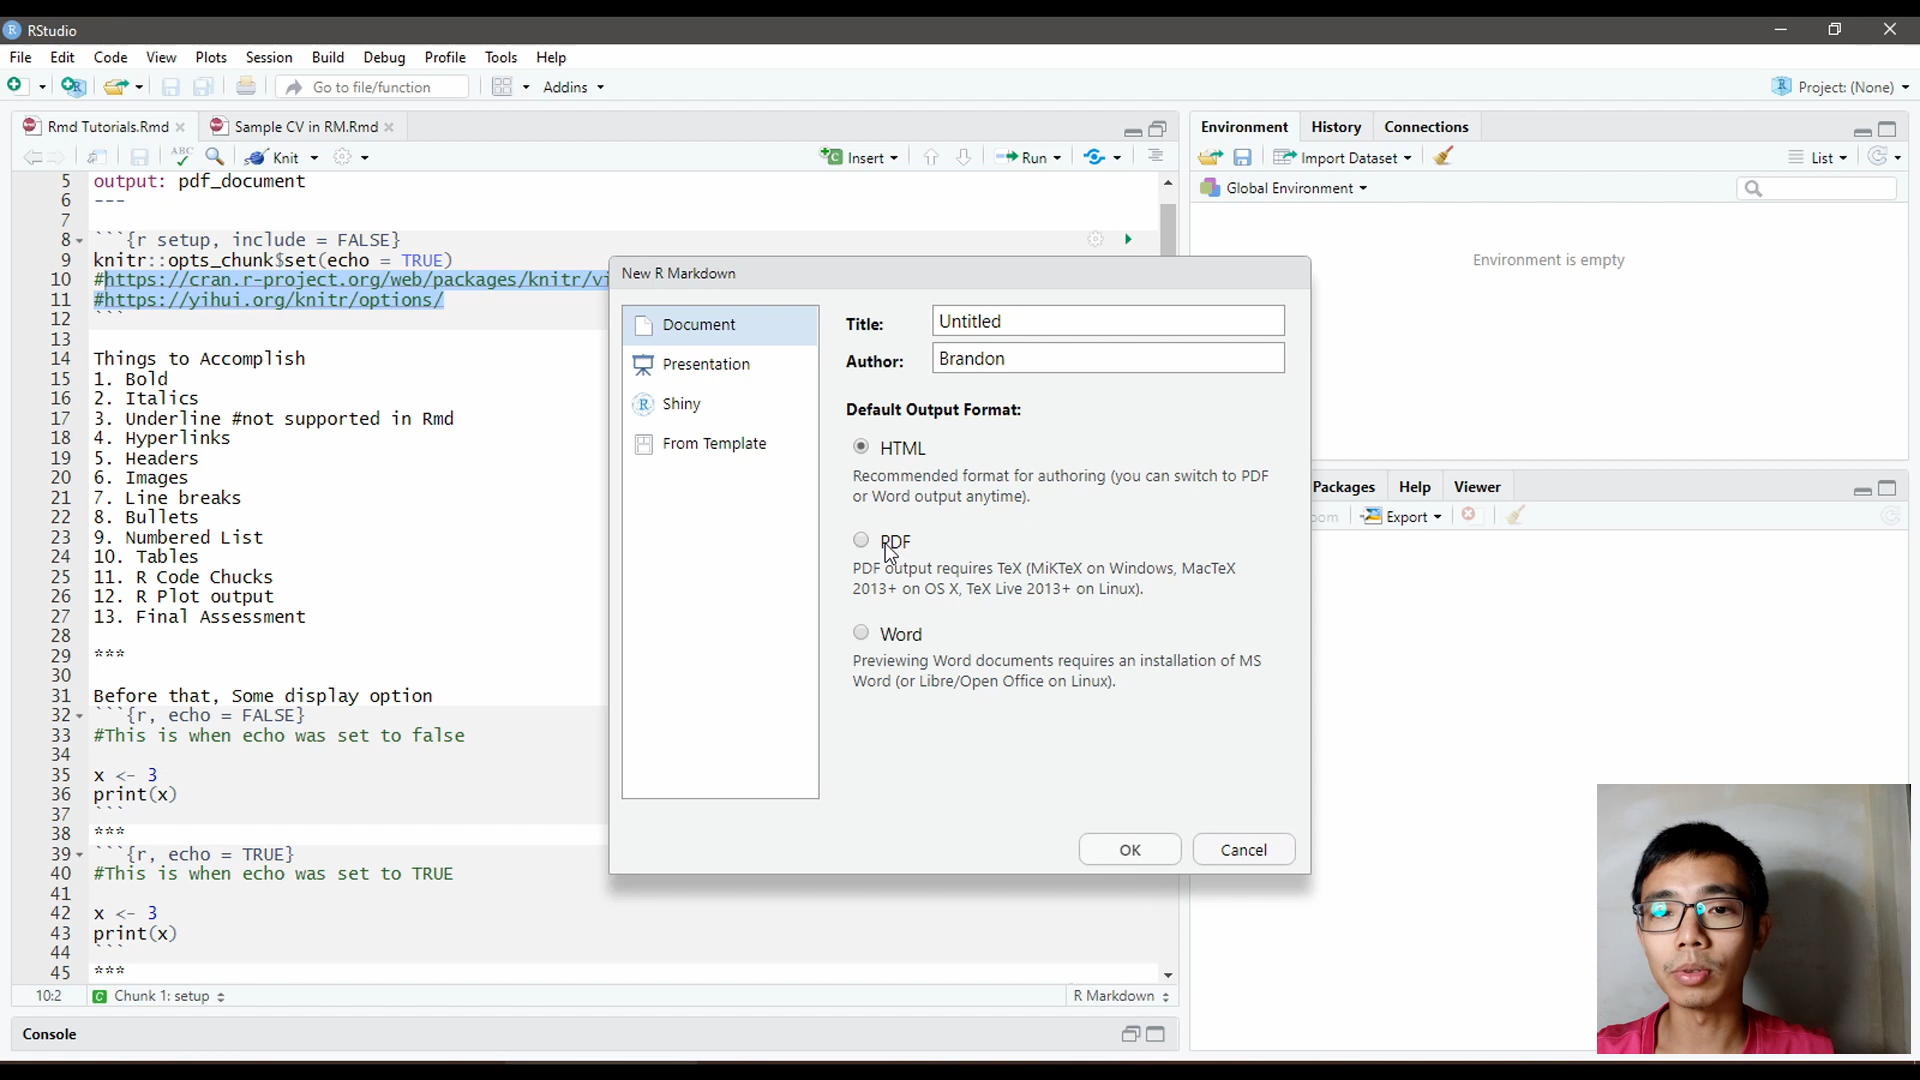 RStudio
File Edit Code View Plots Session Build Debug Profile Tools Help
Go to file/function Addins Project: (None)
Rmd Tutorials.Rmd Sample CV in RM.Rmd
ABC Knit Insert Run
5 output: pdf_document
6 ---
7
8 ```{r setup, include = FALSE}
9 knitr::opts_chunk$set(echo = TRUE)
10 #https://cran.r-project.org/web/packages/knitr/vi
11 #https://yihui.org/knitr/options/
12 ```
13
14 Things to Accomplish
15 1. Bold
16 2. Italics
17 3. Underline #not supported in Rmd
18 4. Hyperlinks
19 5. Headers
20 6. Images
21 7. Line breaks
22 8. Bullets
23 9. Numbered List
24 10. Tables
25 11. R Code Chucks
26 12. R Plot output
27 13. Final Assessment
28
29 ***
30
31 Before that, Some display option
32 ```{r, echo = FALSE}
33 #This is when echo was set to false
34
35 x <- 3
36 print(x)
37 ```
38 ***
39 ```{r, echo = TRUE}
40 #This is when echo was set to TRUE
41
42 x <- 3
43 print(x)
44 ```
45 ***
10:2 Chunk 1: setup R Markdown
Console
New R Markdown
Document
Presentation
Shiny
From Template
Title: Untitled
Author: Brandon
Default Output Format:
HTML
Recommended format for authoring (you can switch to PDF
or Word output anytime).
PDF
PDF output requires TeX (MiKTeX on Windows, MacTeX
2013+ on OS X, TeX Live 2013+ on Linux).
Word
Previewing Word documents requires an installation of MS
Word (or Libre/Open Office on Linux).
OK Cancel
Environment History Connections
Import Dataset List
Global Environment
Environment is empty
Packages Help Viewer
oom Export